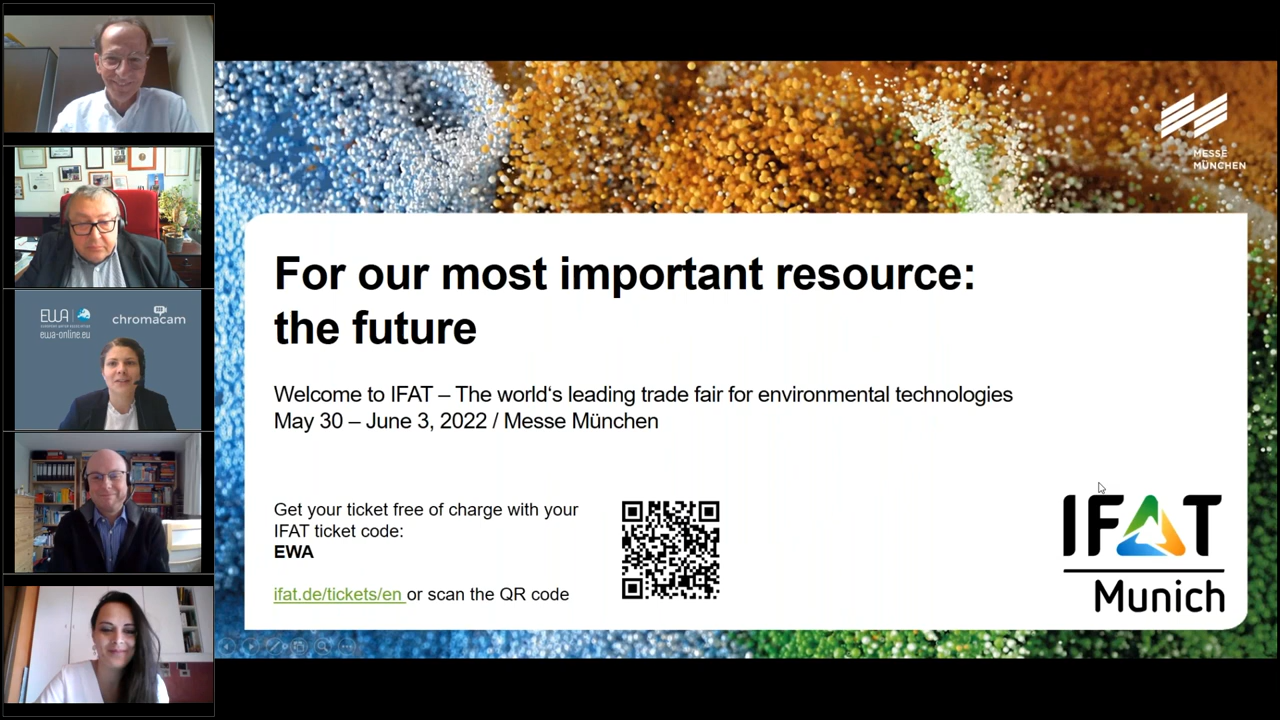 EWA
ewa-online.eu
chromacam
MESSE
MÜNCHEN
For our most important resource:
the future
Welcome to IFAT – The world‘s leading trade fair for environmental technologies
May 30 – June 3, 2022 / Messe München
Get your ticket free of charge with your
IFAT ticket code:
EWA
ifat.de/tickets/en or scan the QR code
IFAT
Munich